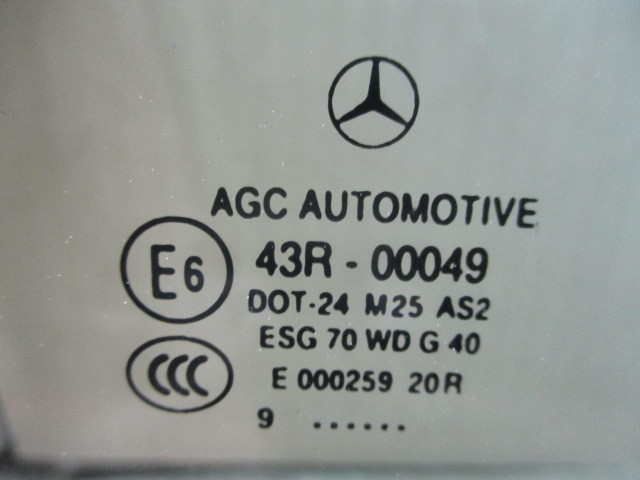 AGC AUTOMOTIVE
E6
43R - 00049
DOT-24 M25 AS2
ESG 70 WD G 40
CCC
E 000259 20R
9 ......